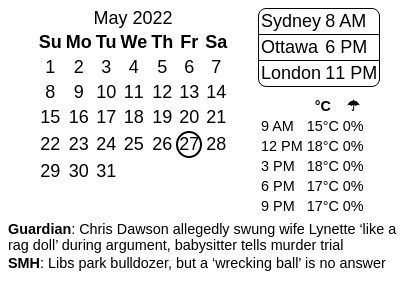 May 2022
Su Mo Tu We Th Fr Sa
1 2 3 4 5 6 7
8 9 10 11 12 13 14
15 16 17 18 19 20 21
22 23 24 25 26 27 28
29 30 31
Sydney 8 AM
Ottawa 6 PM
London 11 PM
°C ☂
9 AM 15°C 0%
12 PM 18°C 0%
3 PM 18°C 0%
6 PM 17°C 0%
9 PM 17°C 0%
Guardian: Chris Dawson allegedly swung wife Lynette ‘like a
rag doll’ during argument, babysitter tells murder trial
SMH: Libs park bulldozer, but a ‘wrecking ball’ is no answer